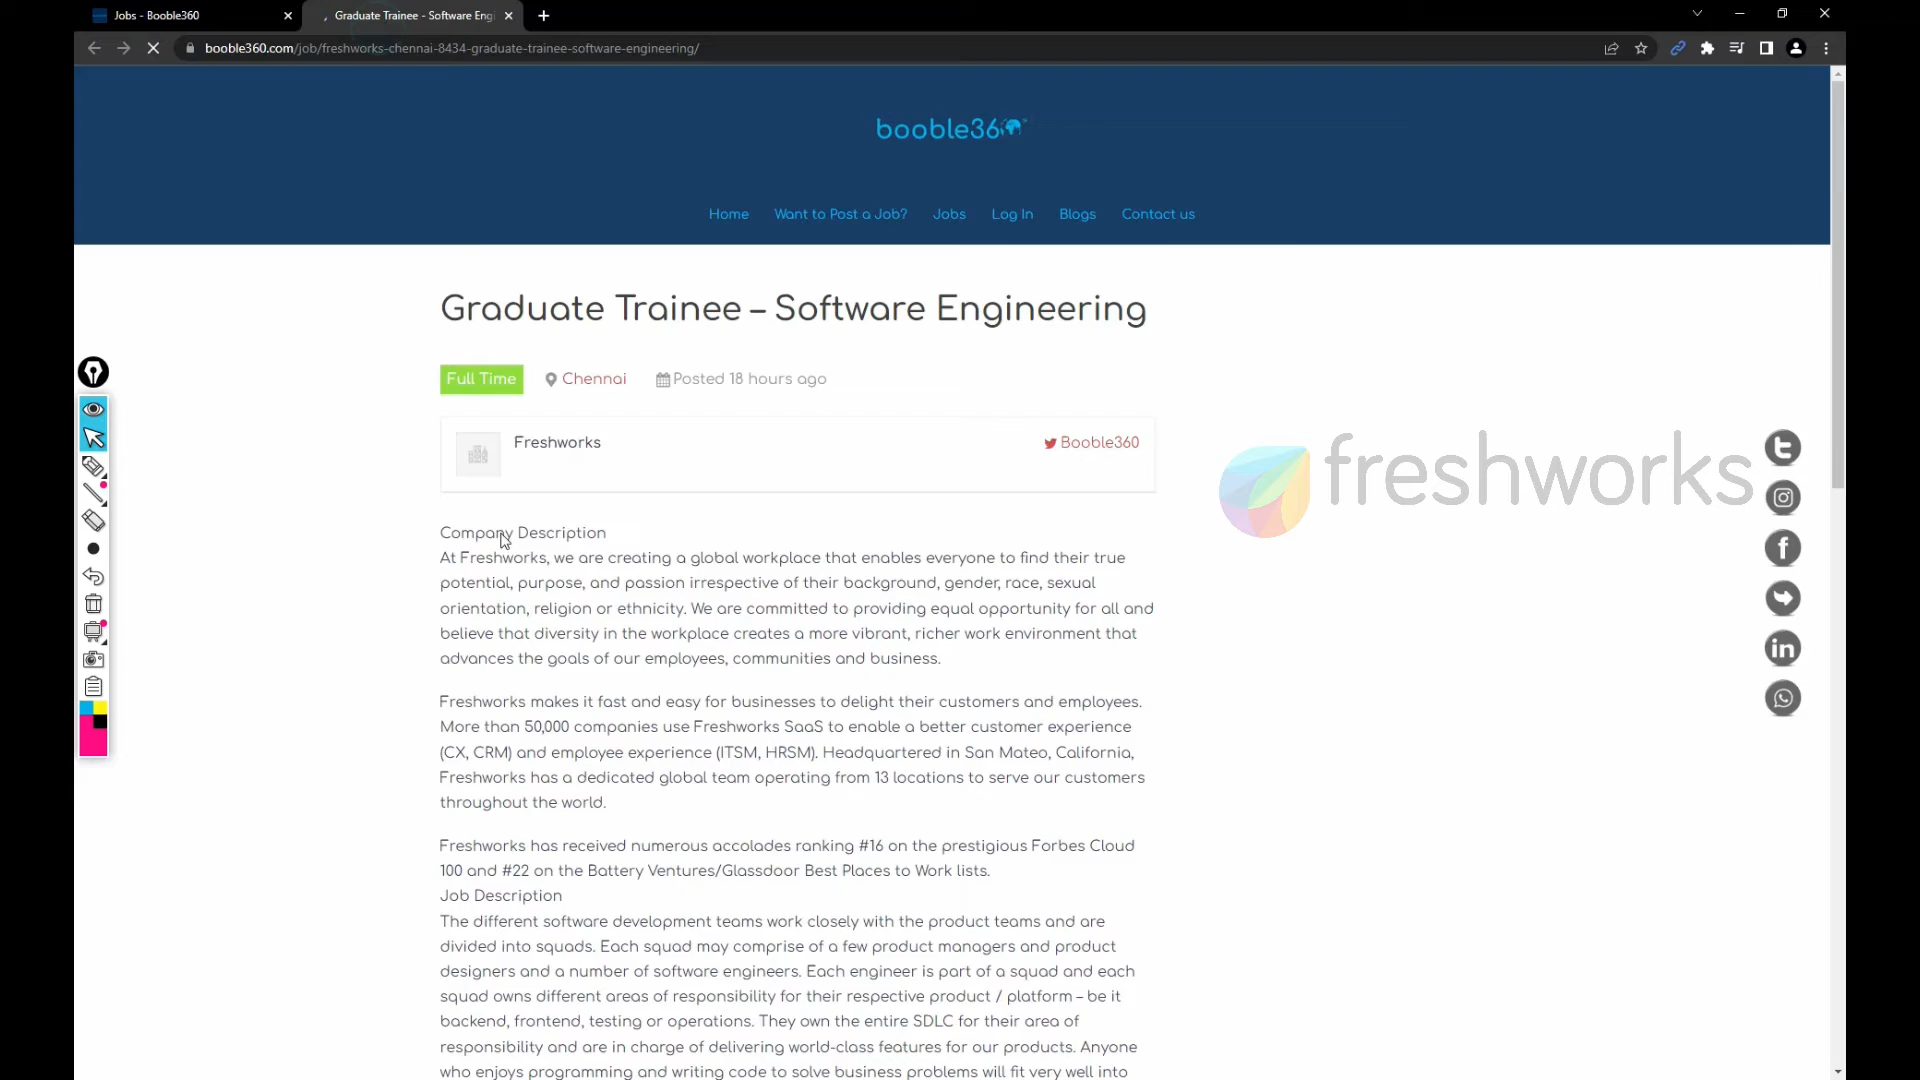 Jobs - Booble360
Graduate Trainee - Software Engi
booble360.com/job/freshworks-chennai-8434-graduate-trainee-software-engineering/
booble360
Home Want to Post a Job? Jobs Log In Blogs Contact us
Graduate Trainee – Software Engineering
Full Time Chennai Posted 18 hours ago
Freshworks Booble360
freshworks
Company Description
At Freshworks, we are creating a global workplace that enables everyone to find their true
potential, purpose, and passion irrespective of their background, gender, race, sexual
orientation, religion or ethnicity. We are committed to providing equal opportunity for all and
believe that diversity in the workplace creates a more vibrant, richer work environment that
advances the goals of our employees, communities and business.
Freshworks makes it fast and easy for businesses to delight their customers and employees.
More than 50,000 companies use Freshworks SaaS to enable a better customer experience
(CX, CRM) and employee experience (ITSM, HRSM). Headquartered in San Mateo, California,
Freshworks has a dedicated global team operating from 13 locations to serve our customers
throughout the world.
Freshworks has received numerous accolades ranking #16 on the prestigious Forbes Cloud
100 and #22 on the Battery Ventures/Glassdoor Best Places to Work lists.
Job Description
The different software development teams work closely with the product teams and are
divided into squads. Each squad may comprise of a few product managers and product
designers and a number of software engineers. Each engineer is part of a squad and each
squad owns different areas of responsibility for their respective product / platform – be it
backend, frontend, testing or operations. They own the entire SDLC for their area of
responsibility and are in charge of delivering world-class features for our products. Anyone
who enjoys programming and writing code to solve business problems will fit very well into